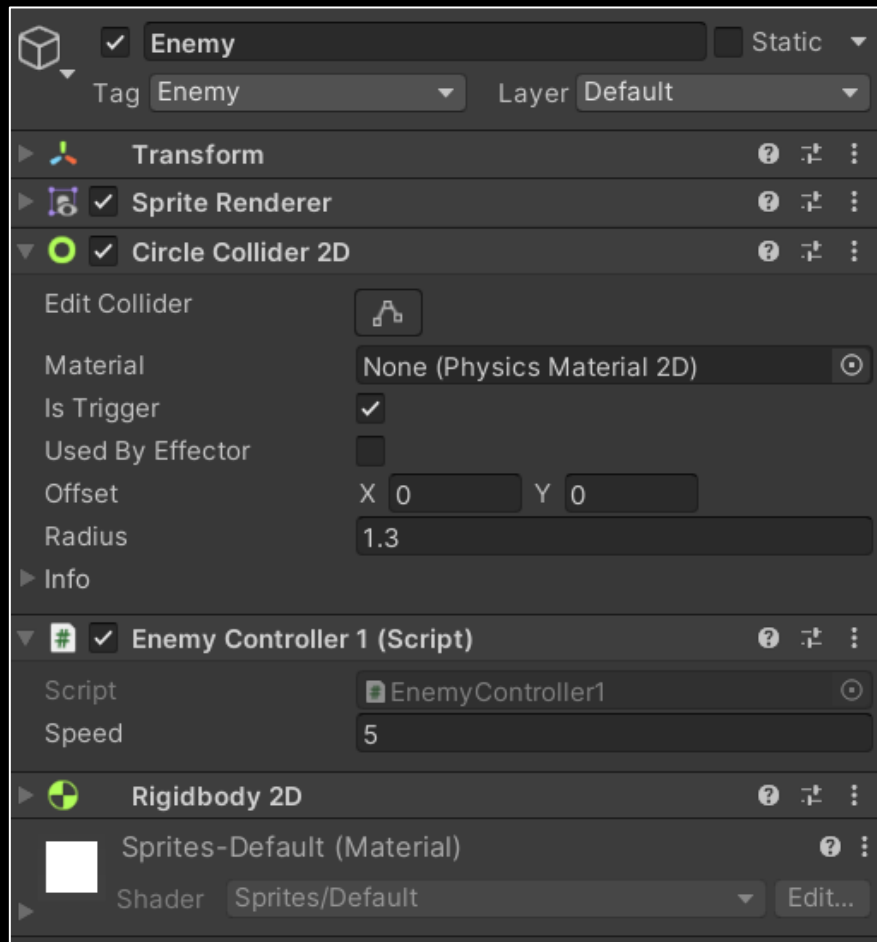 Enemy Static
Tag Enemy Layer Default
Transform
Sprite Renderer
Circle Collider 2D
Edit Collider
Material None (Physics Material 2D)
Is Trigger
Used By Effector
Offset X 0 Y 0
Radius 1.3
Info
# Enemy Controller 1 (Script)
Script # EnemyController1
Speed 5
Rigidbody 2D
Sprites-Default (Material)
Shader Sprites/Default Edit...